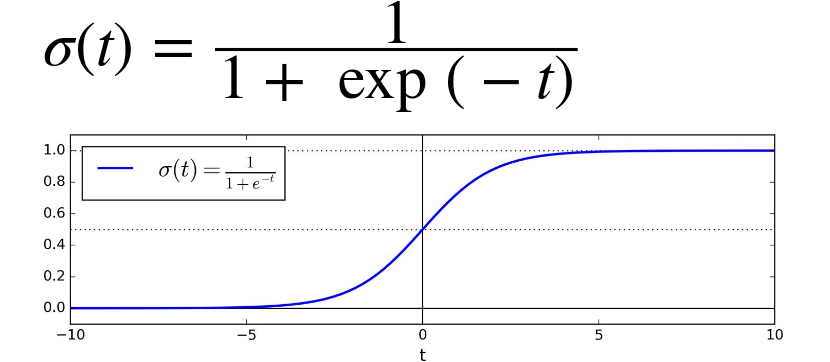 σ(t) = 1 / (1 + exp(−t))
1.0
σ(t) = 1 / (1 + e^−t)
0.8
0.6
0.4
0.2
0.0
−10 −5 0 5 10
t